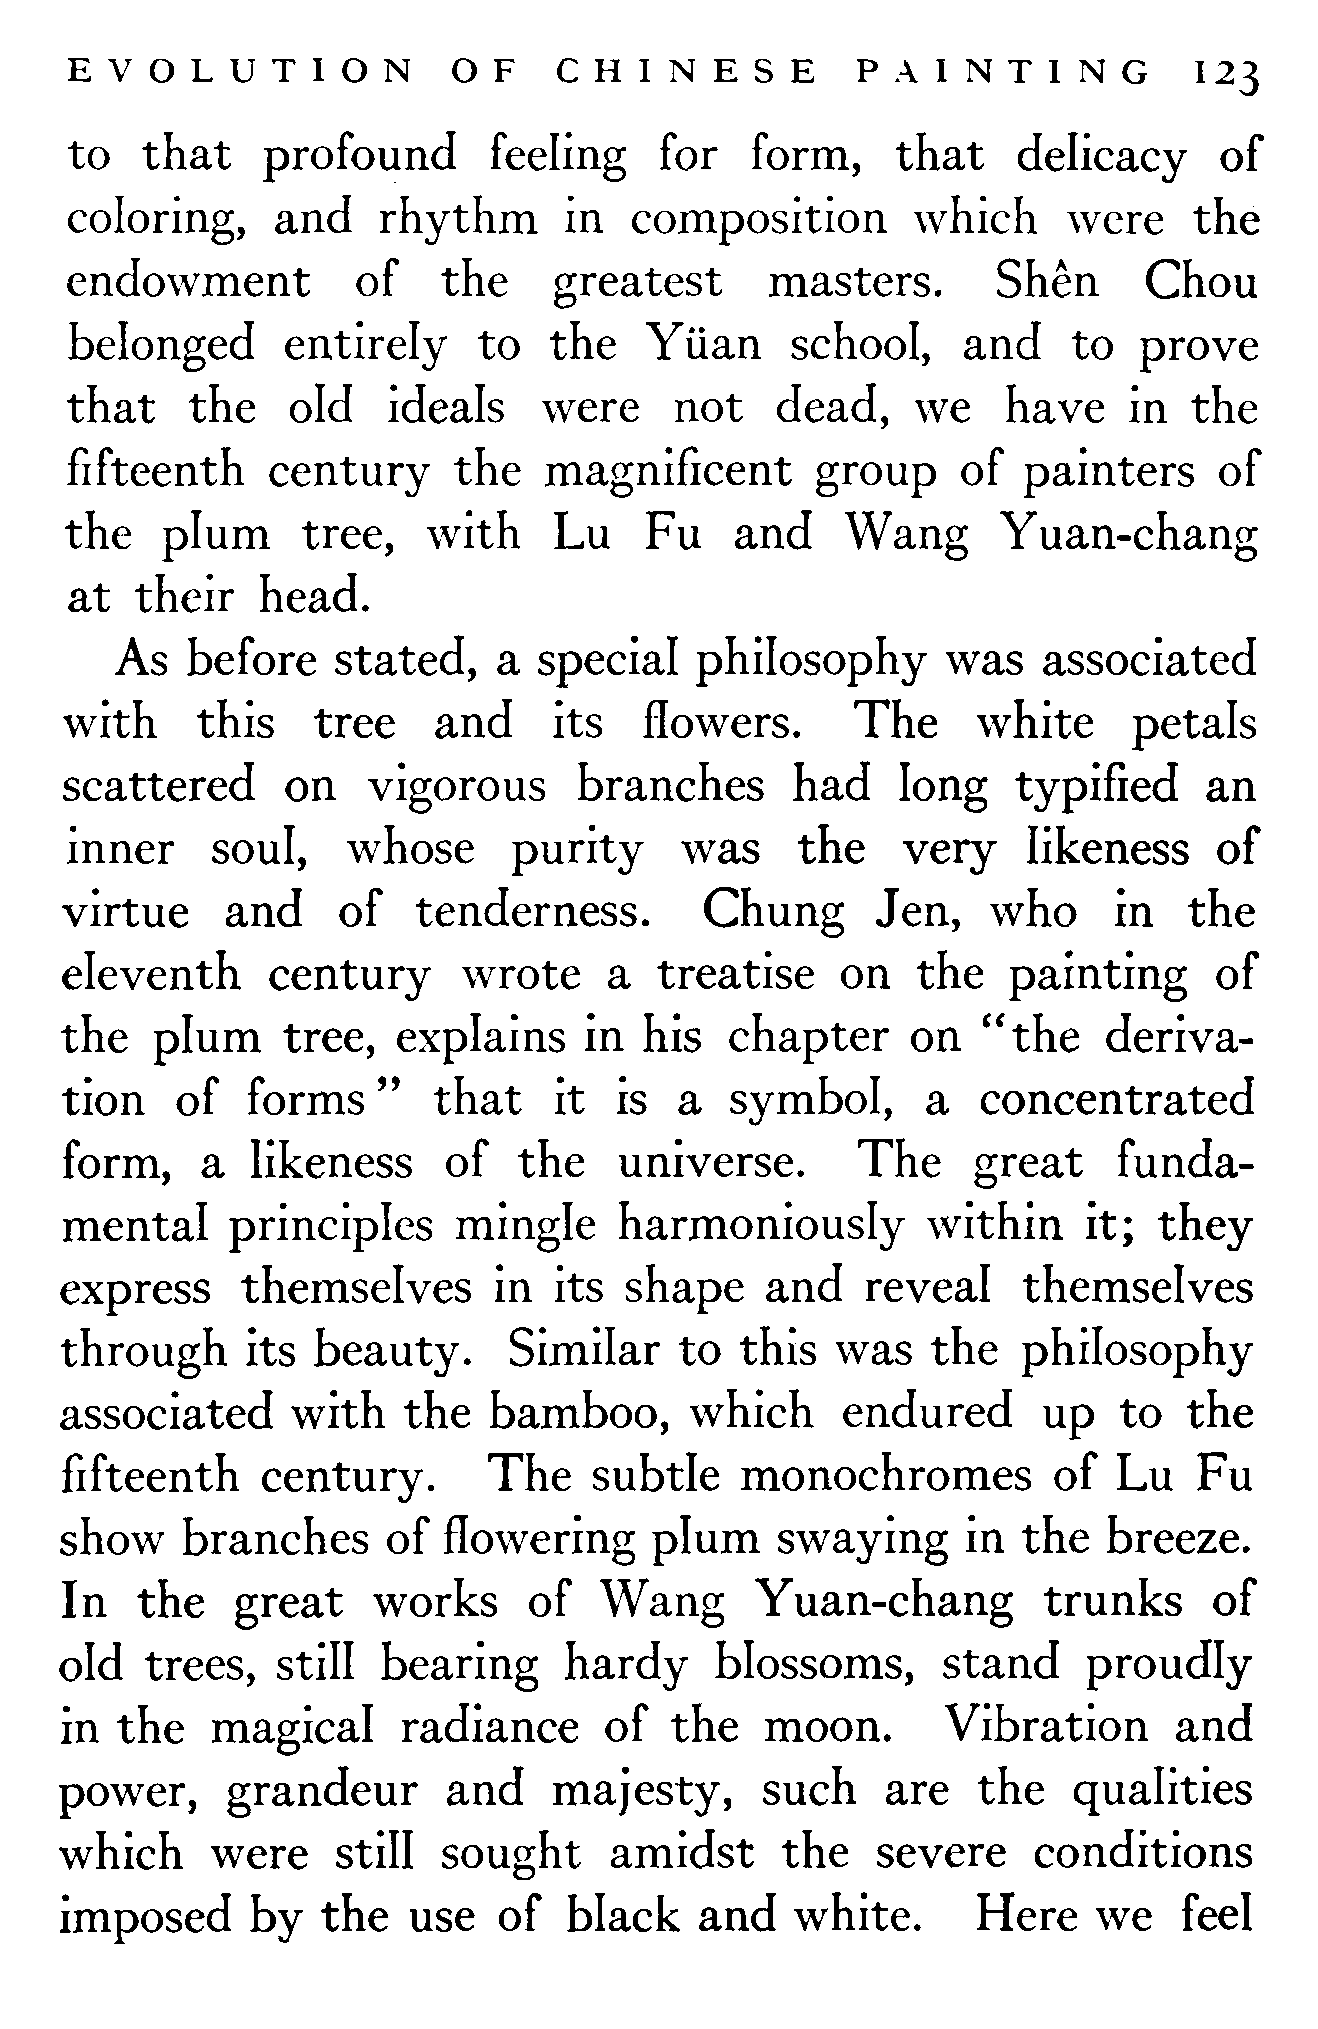 EVOLUTION OF CHINESE PAINTING 123
to that profound feeling for form, that delicacy of
coloring, and rhythm in composition which were the
endowment of the greatest masters. Shên Chou
belonged entirely to the Yüan school, and to prove
that the old ideals were not dead, we have in the
fifteenth century the magnificent group of painters of
the plum tree, with Lu Fu and Wang Yuan-chang
at their head.
As before stated, a special philosophy was associated
with this tree and its flowers. The white petals
scattered on vigorous branches had long typified an
inner soul, whose purity was the very likeness of
virtue and of tenderness. Chung Jen, who in the
eleventh century wrote a treatise on the painting of
the plum tree, explains in his chapter on “the deriva-
tion of forms” that it is a symbol, a concentrated
form, a likeness of the universe. The great funda-
mental principles mingle harmoniously within it; they
express themselves in its shape and reveal themselves
through its beauty. Similar to this was the philosophy
associated with the bamboo, which endured up to the
fifteenth century. The subtle monochromes of Lu Fu
show branches of flowering plum swaying in the breeze.
In the great works of Wang Yuan-chang trunks of
old trees, still bearing hardy blossoms, stand proudly
in the magical radiance of the moon. Vibration and
power, grandeur and majesty, such are the qualities
which were still sought amidst the severe conditions
imposed by the use of black and white. Here we feel